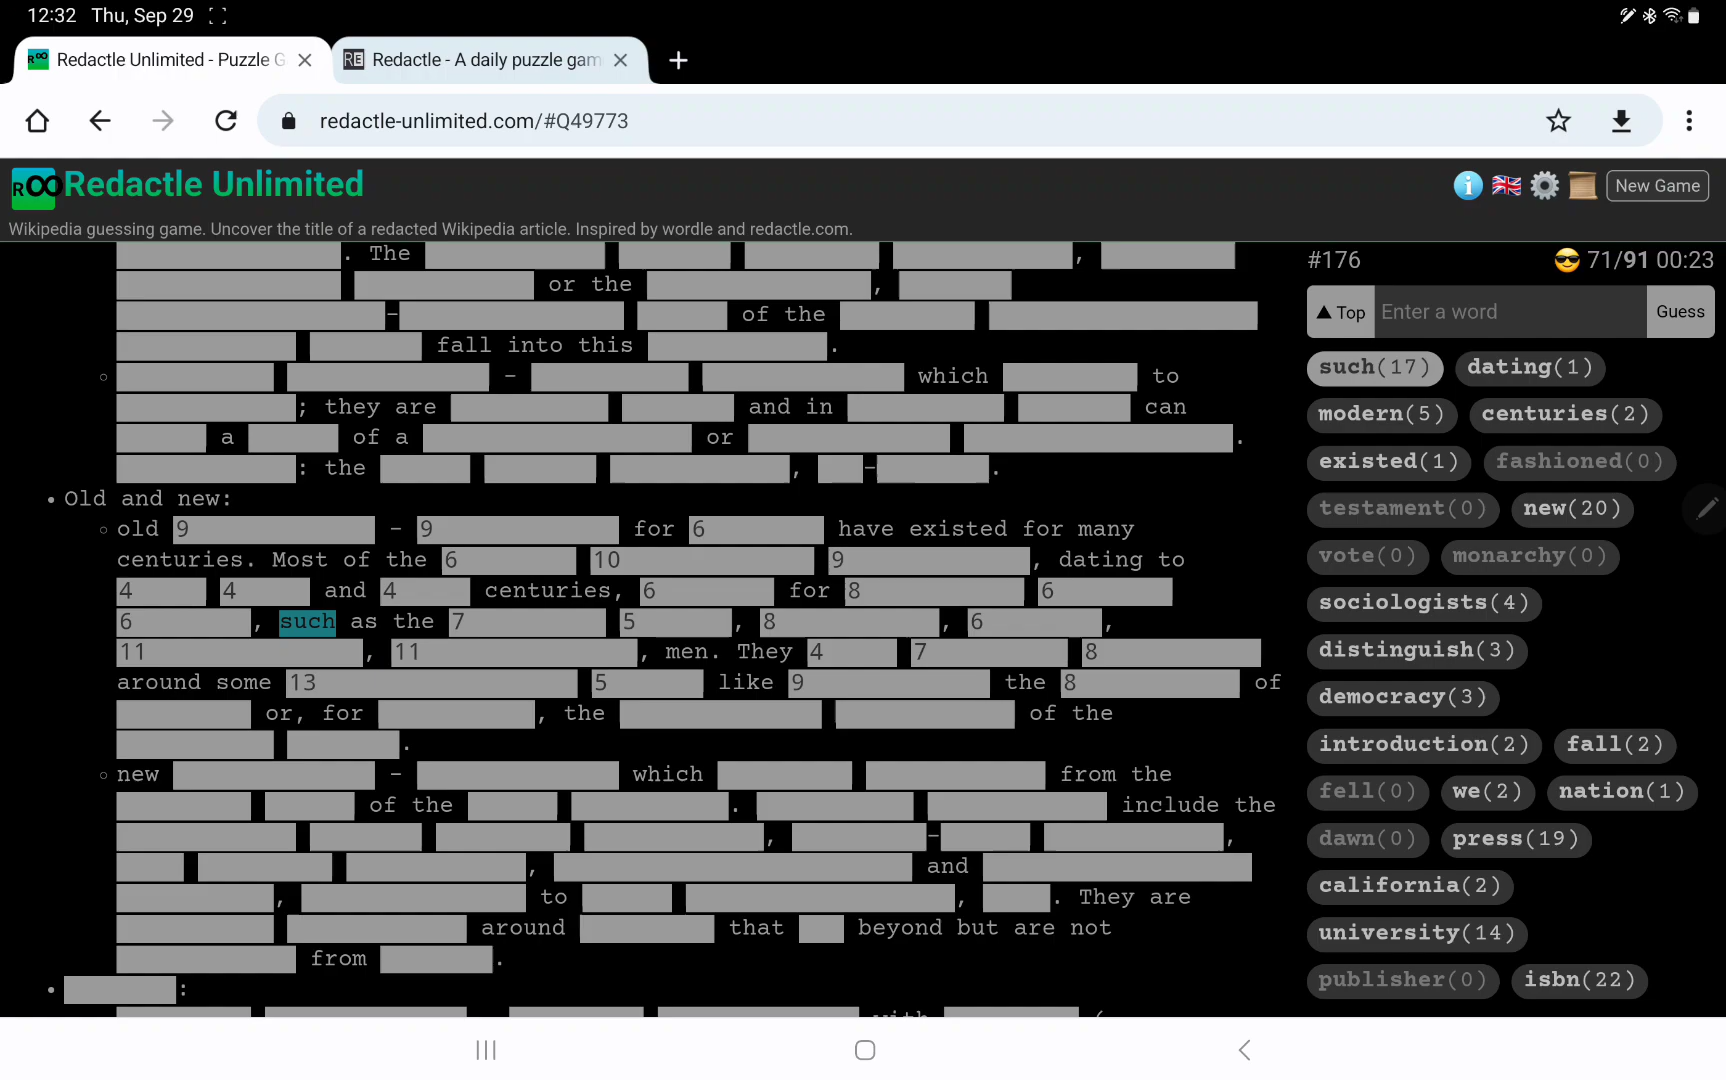 12:32 Thu, Sep 29
Redactle Unlimited - Puzzle G
Redactle - A daily puzzle gam
redactle-unlimited.com/#Q49773
Redactle Unlimited
New Game
Wikipedia guessing game. Uncover the title of a redacted Wikipedia article. Inspired by wordle and redactle.com.
. The ,
or the ,
- of the
fall into this .
- which to
; they are and in can
a of a or .
: the , - .
• Old and new:
old 9 - 9 for 6 have existed for many
centuries. Most of the 6 10 9 , dating to
4 4 and 4 centuries, 6 for 8 6
6 , such as the 7 5 , 8 , 6 ,
11 , 11 , men. They 4 7 8
around some 13 5 like 9 the 8 of
or, for , the of the
.
new - which from the
of the . include the
, - ,
, and
, to , . They are
around that beyond but are not
from .
• :
with (
#176 71/91 00:23
▲ Top Enter a word Guess
such(17) dating(1)
modern(5) centuries(2)
existed(1) fashioned(0)
testament(0) new(20)
vote(0) monarchy(0)
sociologists(4)
distinguish(3)
democracy(3)
introduction(2) fall(2)
fell(0) we(2) nation(1)
dawn(0) press(19)
california(2)
university(14)
publisher(0) isbn(22)